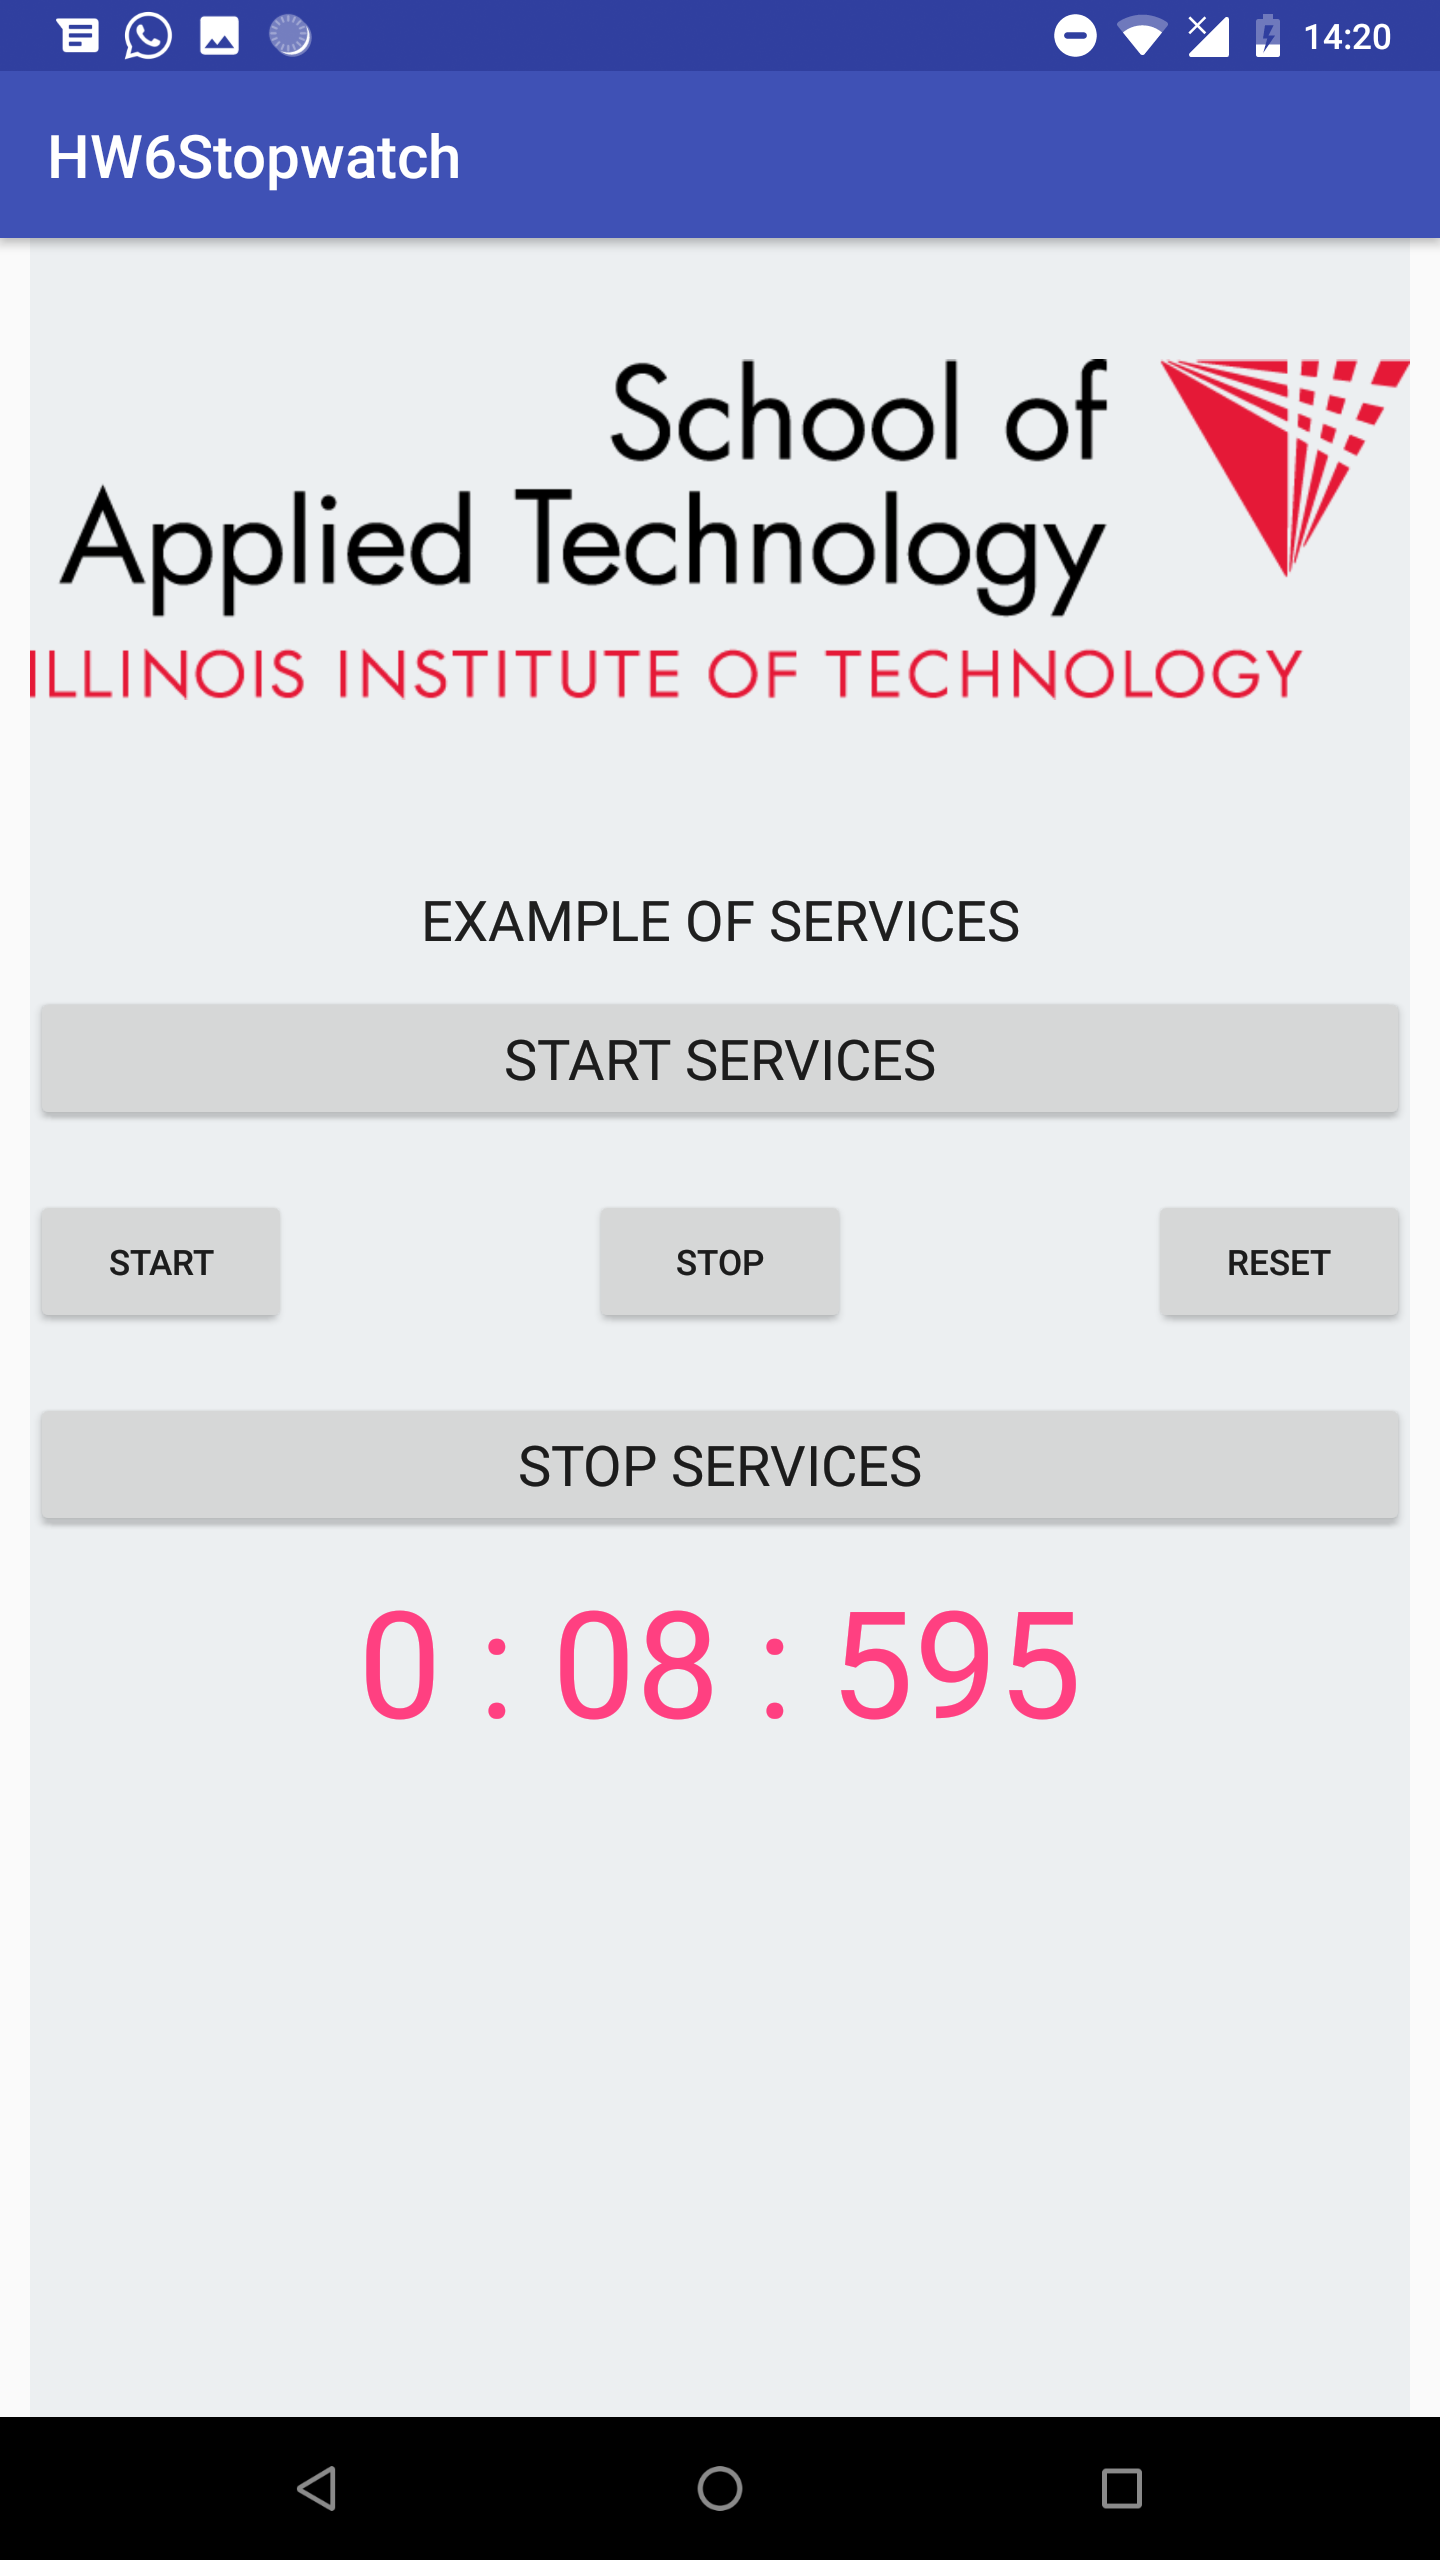 14:20
HW6Stopwatch
School of
Applied Technology
ILLINOIS INSTITUTE OF TECHNOLOGY
EXAMPLE OF SERVICES
START SERVICES
START STOP RESET
STOP SERVICES
0 : 08 : 595